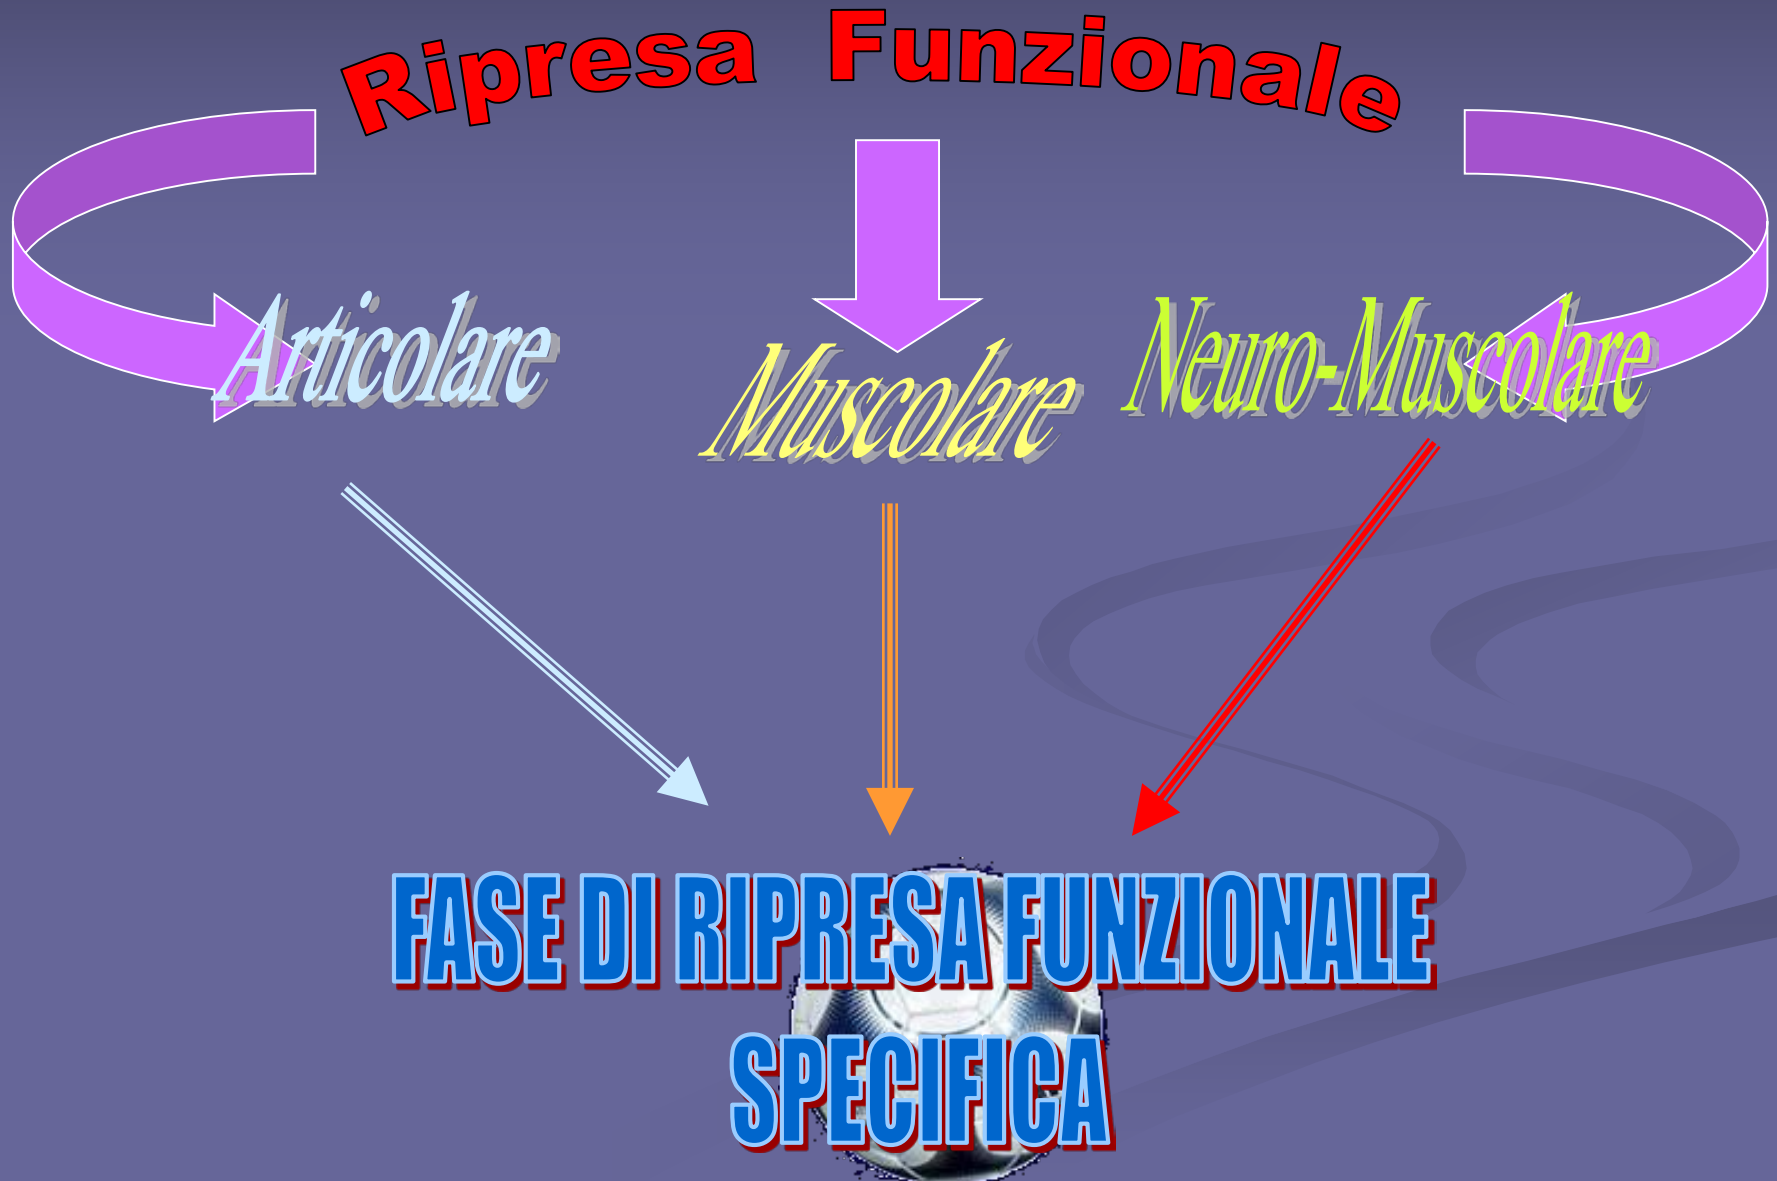 Ripresa Funzionale
Articolare
Muscolare
Neuro-Muscolare
FASE DI RIPRESA FUNZIONALE
SPECIFICA